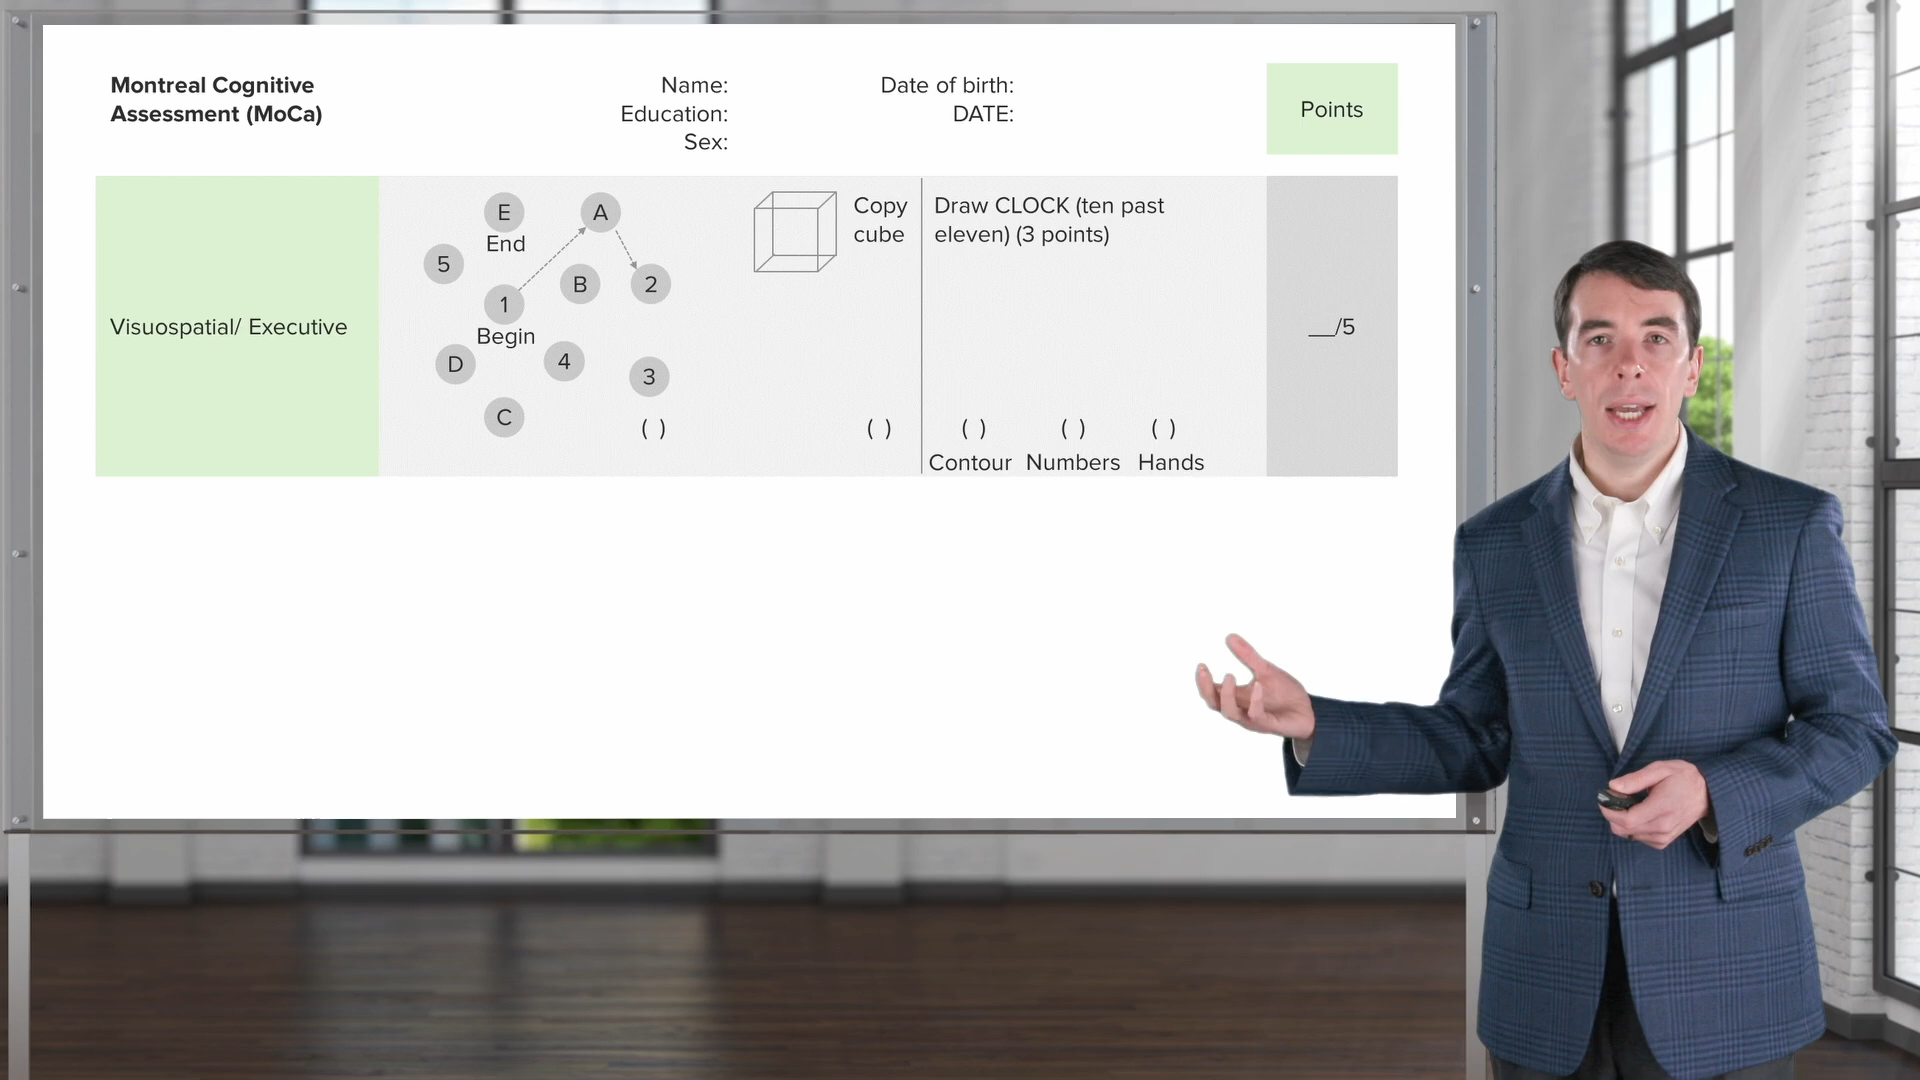 Montreal Cognitive
Assessment (MoCa)
Name:
Education:
Sex:
Date of birth:
DATE:
Points
Visuospatial/ Executive
E
End
A
5
B
2
1
Begin
D
4
3
C
( )
Copy
cube
( )
Draw CLOCK (ten past
eleven) (3 points)
( ) ( ) ( )
Contour Numbers Hands
__/5